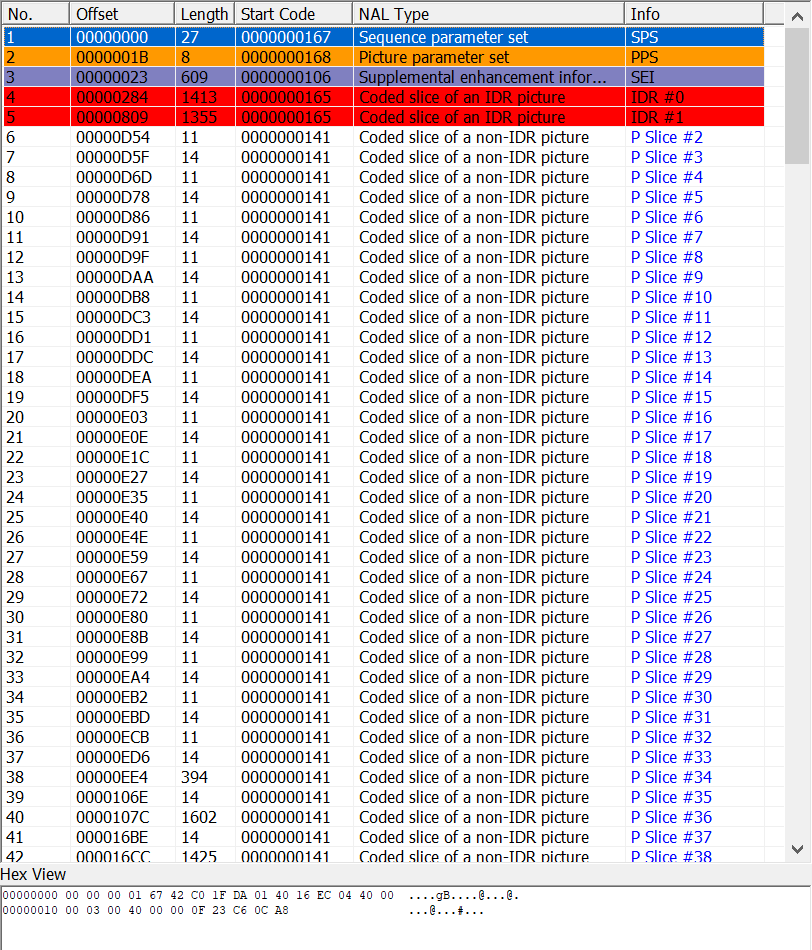 No. Offset Length Start Code NAL Type Info
1 00000000 27 0000000167 Sequence parameter set SPS
2 0000001B 8 0000000168 Picture parameter set PPS
3 00000023 609 0000000106 Supplemental enhancement infor... SEI
4 00000284 1413 0000000165 Coded slice of an IDR picture IDR #0
5 00000809 1355 0000000165 Coded slice of an IDR picture IDR #1
6 00000D54 11 0000000141 Coded slice of a non-IDR picture P Slice #2
7 00000D5F 14 0000000141 Coded slice of a non-IDR picture P Slice #3
8 00000D6D 11 0000000141 Coded slice of a non-IDR picture P Slice #4
9 00000D78 14 0000000141 Coded slice of a non-IDR picture P Slice #5
10 00000D86 11 0000000141 Coded slice of a non-IDR picture P Slice #6
11 00000D91 14 0000000141 Coded slice of a non-IDR picture P Slice #7
12 00000D9F 11 0000000141 Coded slice of a non-IDR picture P Slice #8
13 00000DAA 14 0000000141 Coded slice of a non-IDR picture P Slice #9
14 00000DB8 11 0000000141 Coded slice of a non-IDR picture P Slice #10
15 00000DC3 14 0000000141 Coded slice of a non-IDR picture P Slice #11
16 00000DD1 11 0000000141 Coded slice of a non-IDR picture P Slice #12
17 00000DDC 14 0000000141 Coded slice of a non-IDR picture P Slice #13
18 00000DEA 11 0000000141 Coded slice of a non-IDR picture P Slice #14
19 00000DF5 14 0000000141 Coded slice of a non-IDR picture P Slice #15
20 00000E03 11 0000000141 Coded slice of a non-IDR picture P Slice #16
21 00000E0E 14 0000000141 Coded slice of a non-IDR picture P Slice #17
22 00000E1C 11 0000000141 Coded slice of a non-IDR picture P Slice #18
23 00000E27 14 0000000141 Coded slice of a non-IDR picture P Slice #19
24 00000E35 11 0000000141 Coded slice of a non-IDR picture P Slice #20
25 00000E40 14 0000000141 Coded slice of a non-IDR picture P Slice #21
26 00000E4E 11 0000000141 Coded slice of a non-IDR picture P Slice #22
27 00000E59 14 0000000141 Coded slice of a non-IDR picture P Slice #23
28 00000E67 11 0000000141 Coded slice of a non-IDR picture P Slice #24
29 00000E72 14 0000000141 Coded slice of a non-IDR picture P Slice #25
30 00000E80 11 0000000141 Coded slice of a non-IDR picture P Slice #26
31 00000E8B 14 0000000141 Coded slice of a non-IDR picture P Slice #27
32 00000E99 11 0000000141 Coded slice of a non-IDR picture P Slice #28
33 00000EA4 14 0000000141 Coded slice of a non-IDR picture P Slice #29
34 00000EB2 11 0000000141 Coded slice of a non-IDR picture P Slice #30
35 00000EBD 14 0000000141 Coded slice of a non-IDR picture P Slice #31
36 00000ECB 11 0000000141 Coded slice of a non-IDR picture P Slice #32
37 00000ED6 14 0000000141 Coded slice of a non-IDR picture P Slice #33
38 00000EE4 394 0000000141 Coded slice of a non-IDR picture P Slice #34
39 0000106E 14 0000000141 Coded slice of a non-IDR picture P Slice #35
40 0000107C 1602 0000000141 Coded slice of a non-IDR picture P Slice #36
41 000016BE 14 0000000141 Coded slice of a non-IDR picture P Slice #37
42 000016CC 1425 0000000141 Coded slice of a non-IDR picture P Slice #38
Hex View
00000000 00 00 00 01 67 42 C0 1F DA 01 40 16 EC 04 40 00 ....gB....@...@.
00000010 00 03 00 40 00 00 0F 23 C6 0C A8 ...@...#...